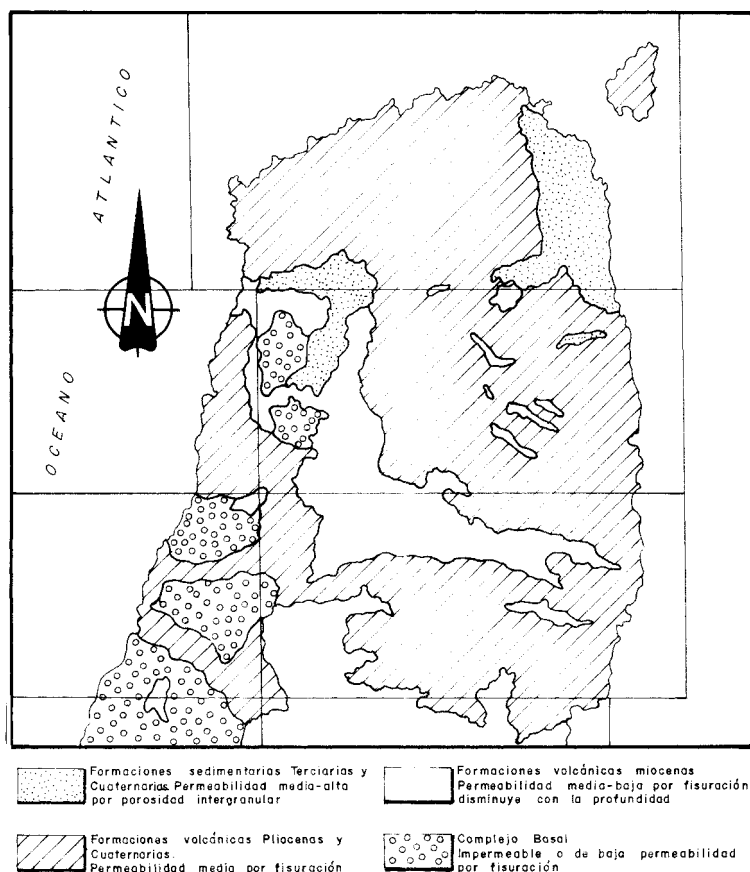 ATLANTICO
N
OCEANO
Formaciones sedimentarias Terciarias y
Cuaternarias. Permeabilidad media-alta
por porosidad intergranular
Formaciones volcánicas miocenas
Permeabilidad media-baja por fisuración
disminuye con la profundidad
Formaciones volcánicas Pliocenas y
Cuaternarias.
Permeabilidad media por fisuración
Complejo Basal
Impermeable o de baja permeabilidad
por fisuración